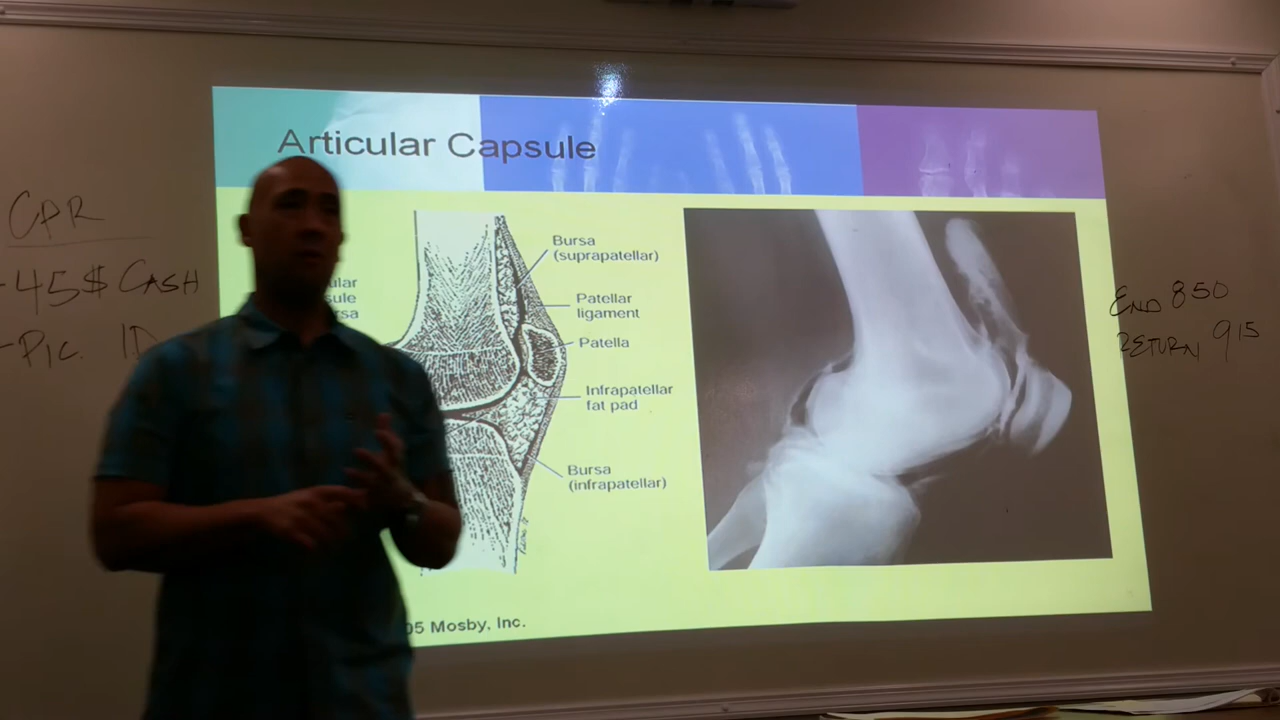 Articular Capsule
CPR
-45$ CASH
-PIC. ID
ular
sule
rsa
Bursa
(suprapatellar)
Patellar
ligament
Patella
Infrapatellar
fat pad
Bursa
(infrapatellar)
05 Mosby, Inc.
END 850
RETURN 915